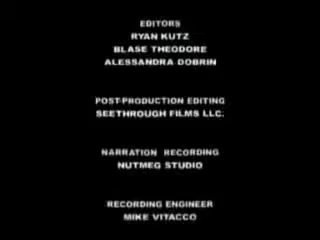 EDITORS
RYAN KUTZ
BLASE THEODORE
ALESSANDRA DOBRIN
POST-PRODUCTION EDITING
SEETHROUGH FILMS LLC.
NARRATION RECORDING
NUTMEG STUDIO
RECORDING ENGINEER
MIKE VITACCO